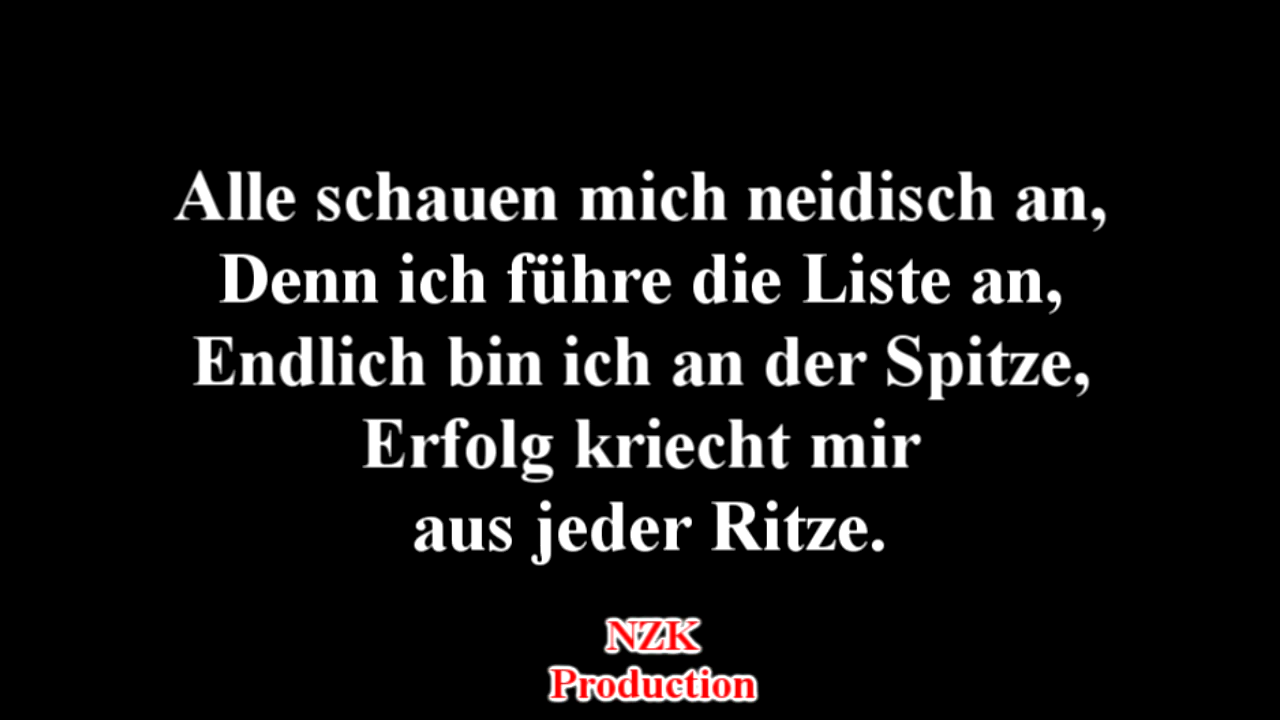 Alle schauen mich neidisch an,
Denn ich führe die Liste an,
Endlich bin ich an der Spitze,
Erfolg kriecht mir
aus jeder Ritze.
NZK
Production